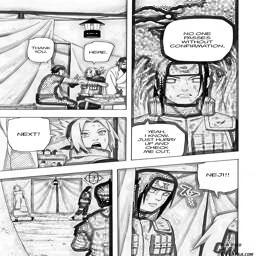 THANK
YOU.
HERE.
NO ONE
PASSES
WITHOUT
CONFIRMATION.
NEXT!
YEAH,
I KNOW.
JUST HURRY
UP AND
CHECK
ME OUT.
NEJI!!